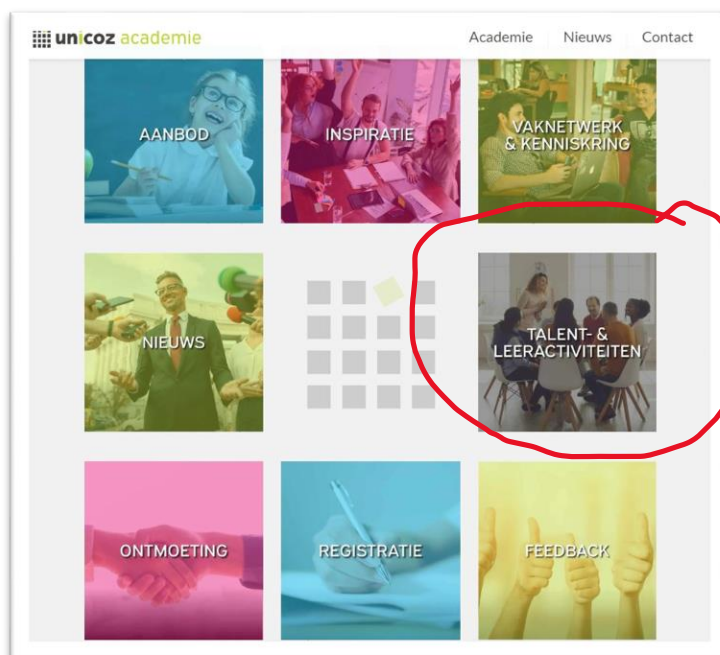 unicoz academie
Academie Nieuws Contact
AANBOD
INSPIRATIE
VAKNETWERK
& KENNISKRING
NIEUWS
TALENT- &
LEERACTIVITEITEN
ONTMOETING
REGISTRATIE
FEEDBACK